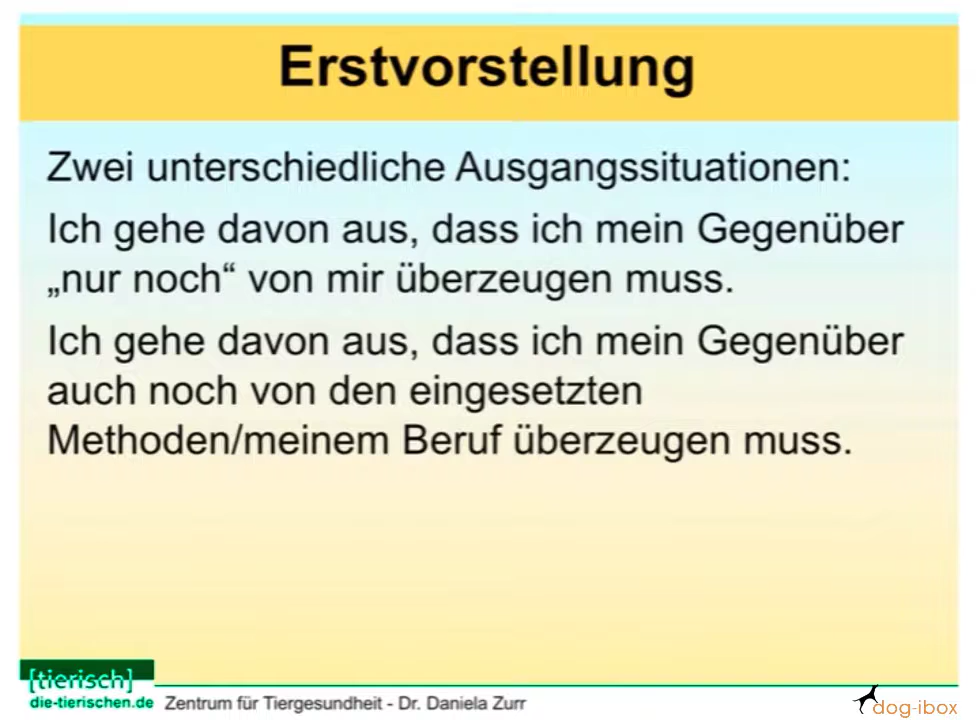 Erstvorstellung
Zwei unterschiedliche Ausgangssituationen:
Ich gehe davon aus, dass ich mein Gegenüber
„nur noch“ von mir überzeugen muss.
Ich gehe davon aus, dass ich mein Gegenüber
auch noch von den eingesetzten
Methoden/meinem Beruf überzeugen muss.
[tierisch]
die-tierischen.de Zentrum für Tiergesundheit - Dr. Daniela Zurr
dog-ibox